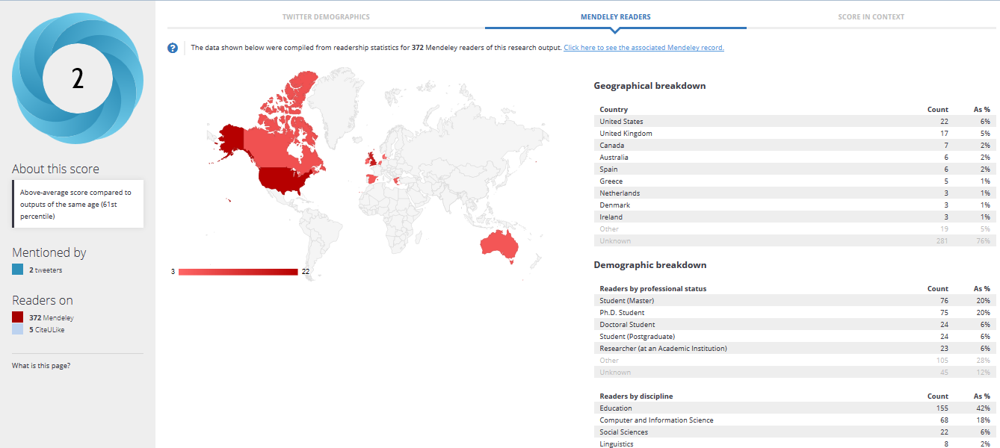 2
About this score
Above-average score compared to
outputs of the same age (61st
percentile)
Mentioned by
2 tweeters
Readers on
372 Mendeley
5 CiteULike
What is this page?
TWITTER DEMOGRAPHICS MENDELEY READERS SCORE IN CONTEXT
? The data shown below were compiled from readership statistics for 372 Mendeley readers of this research output. Click here to see the associated Mendeley record.
3 22
Geographical breakdown
Country Count As %
United States 22 6%
United Kingdom 17 5%
Canada 7 2%
Australia 6 2%
Spain 6 2%
Greece 5 1%
Netherlands 3 1%
Denmark 3 1%
Ireland 3 1%
Other 19 5%
Unknown 281 76%
Demographic breakdown
Readers by professional status Count As %
Student (Master) 76 20%
Ph.D. Student 75 20%
Doctoral Student 24 6%
Student (Postgraduate) 24 6%
Researcher (at an Academic Institution) 23 6%
Other 105 28%
Unknown 45 12%
Readers by discipline Count As %
Education 155 42%
Computer and Information Science 68 18%
Social Sciences 22 6%
Linguistics 8 2%